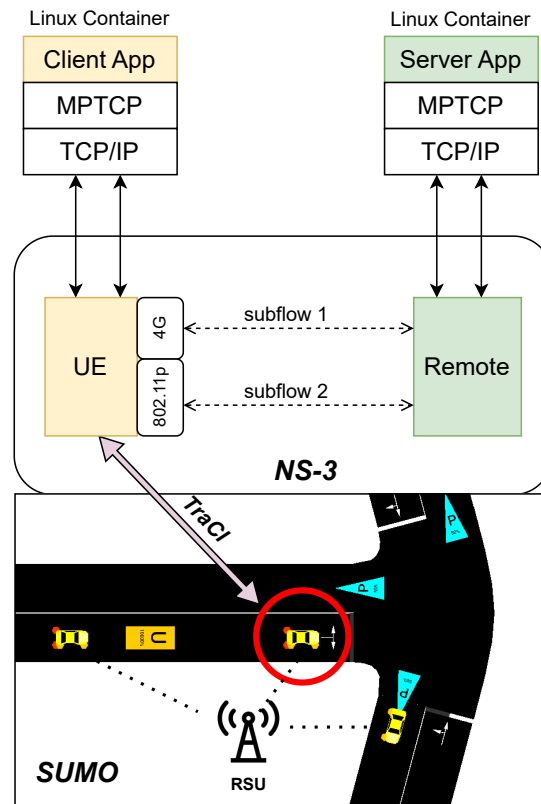 Linux Container
Linux Container
Client App
Server App
MPTCP
MPTCP
TCP/IP
TCP/IP
UE
4G
802.11p
subflow 1
subflow 2
Remote
NS-3
TraCI
P
P
U
P
RSU
SUMO